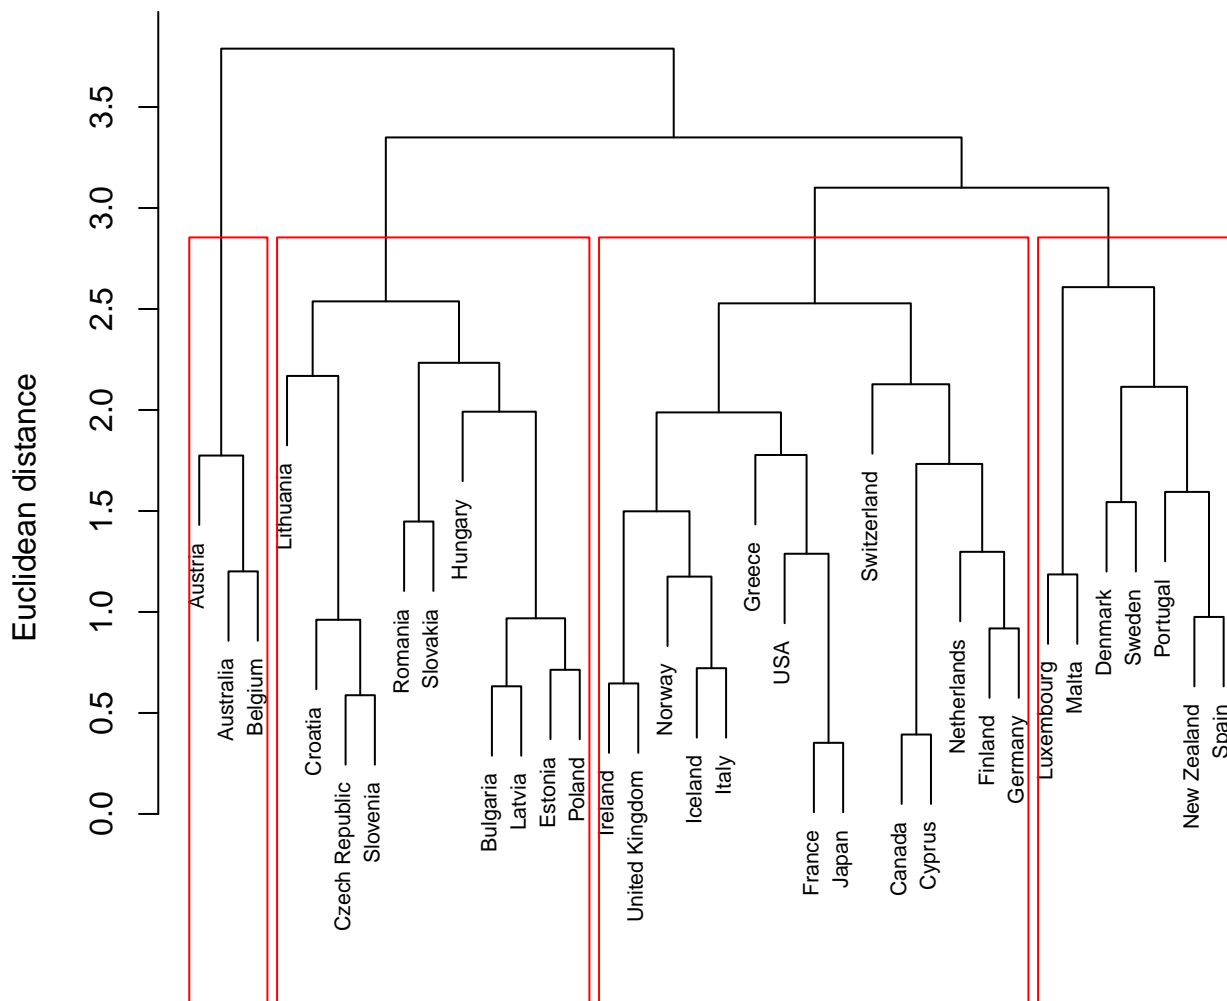 Euclidean distance
0.0
0.5
1.0
1.5
2.0
2.5
3.0
3.5
Austria
Australia
Belgium
Lithuania
Croatia
Czech Republic
Slovenia
Romania
Slovakia
Hungary
Bulgaria
Latvia
Estonia
Poland
Ireland
United Kingdom
Norway
Iceland
Italy
Greece
USA
France
Japan
Switzerland
Canada
Cyprus
Netherlands
Finland
Germany
Luxembourg
Malta
Denmark
Sweden
Portugal
New Zealand
Spain